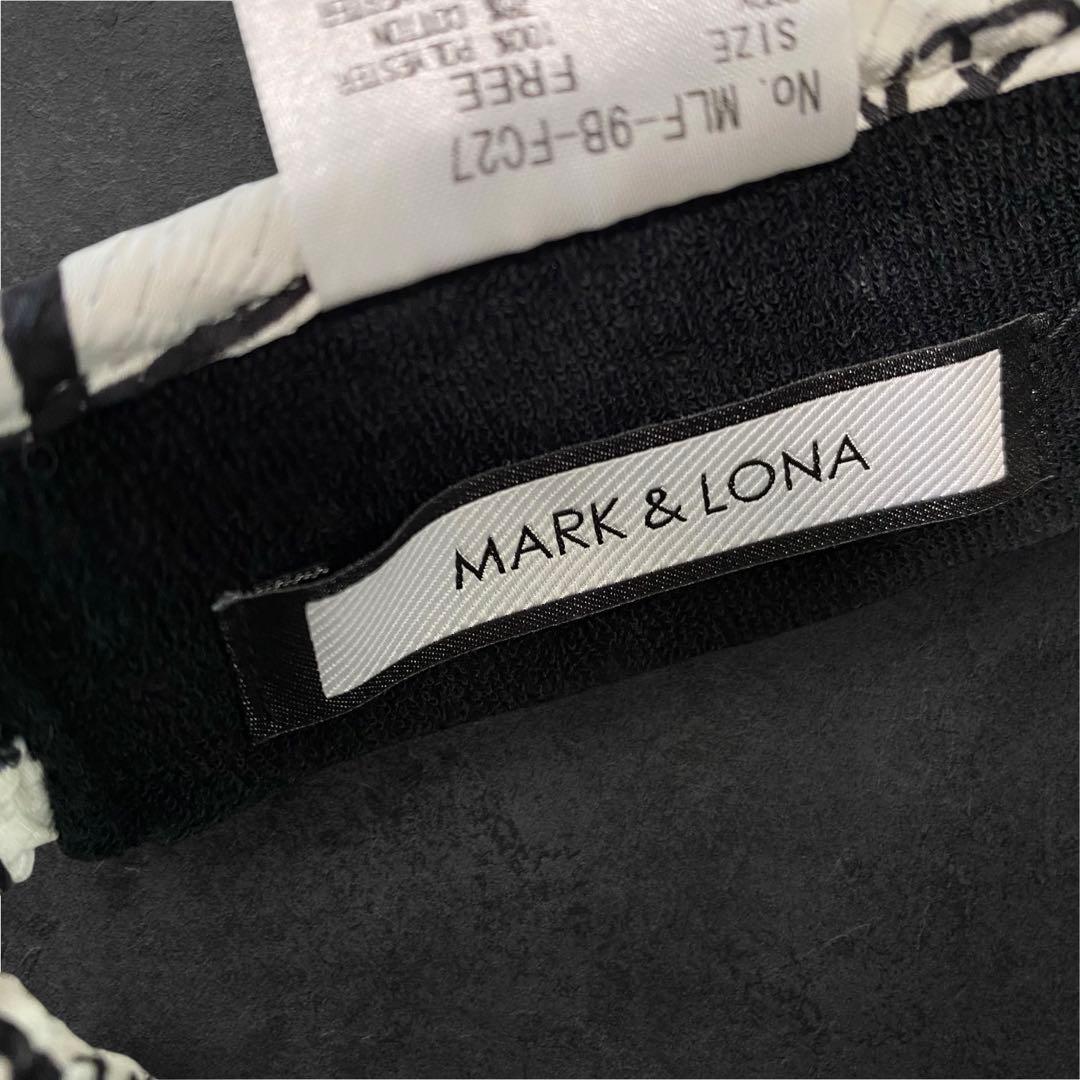 No. MLF-9B-FC27
SIZE FREE
100% POLYESTER
COTTON
MARK & LONA